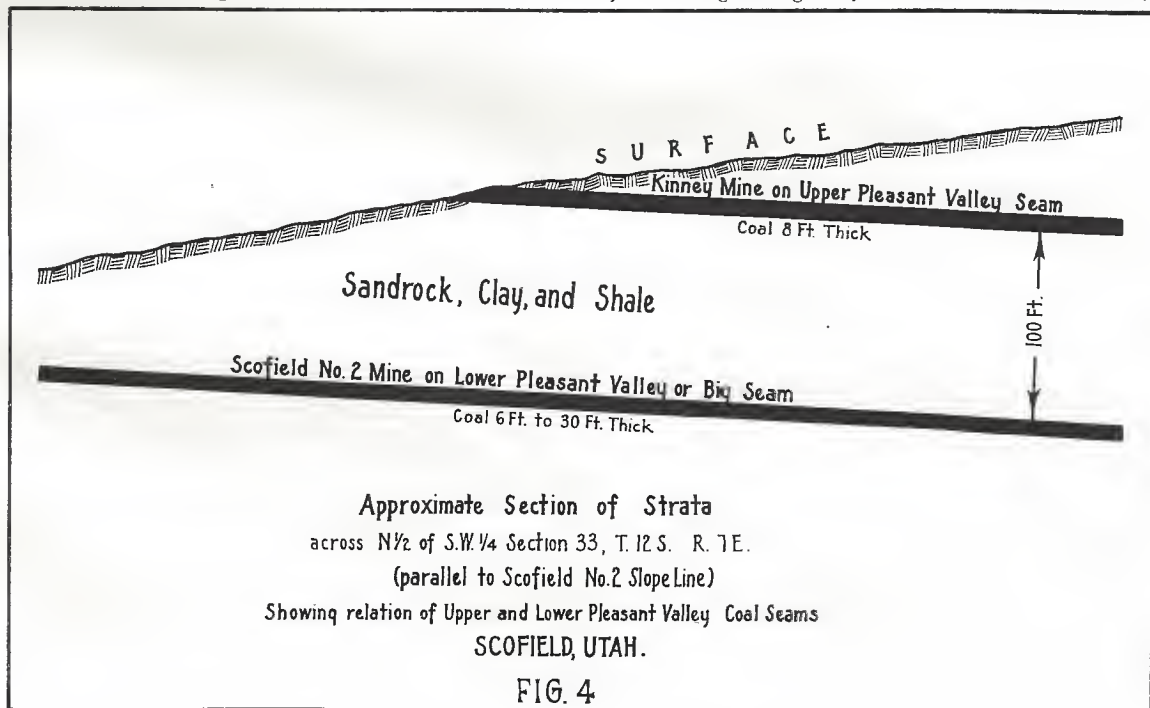 SURFACE
Kinney Mine on Upper Pleasant Valley Seam
Coal 8 Ft. Thick
Sandrock, Clay, and Shale
100 Ft.
Scofield No. 2 Mine on Lower Pleasant Valley or Big Seam
Coal 6 Ft. to 30 Ft. Thick
Approximate Section of Strata
across N½ of S.W.¼ Section 33, T. 12 S. R. 7 E.
(parallel to Scofield No. 2 Slope Line)
Showing relation of Upper and Lower Pleasant Valley Coal Seams
SCOFIELD, UTAH.
FIG. 4